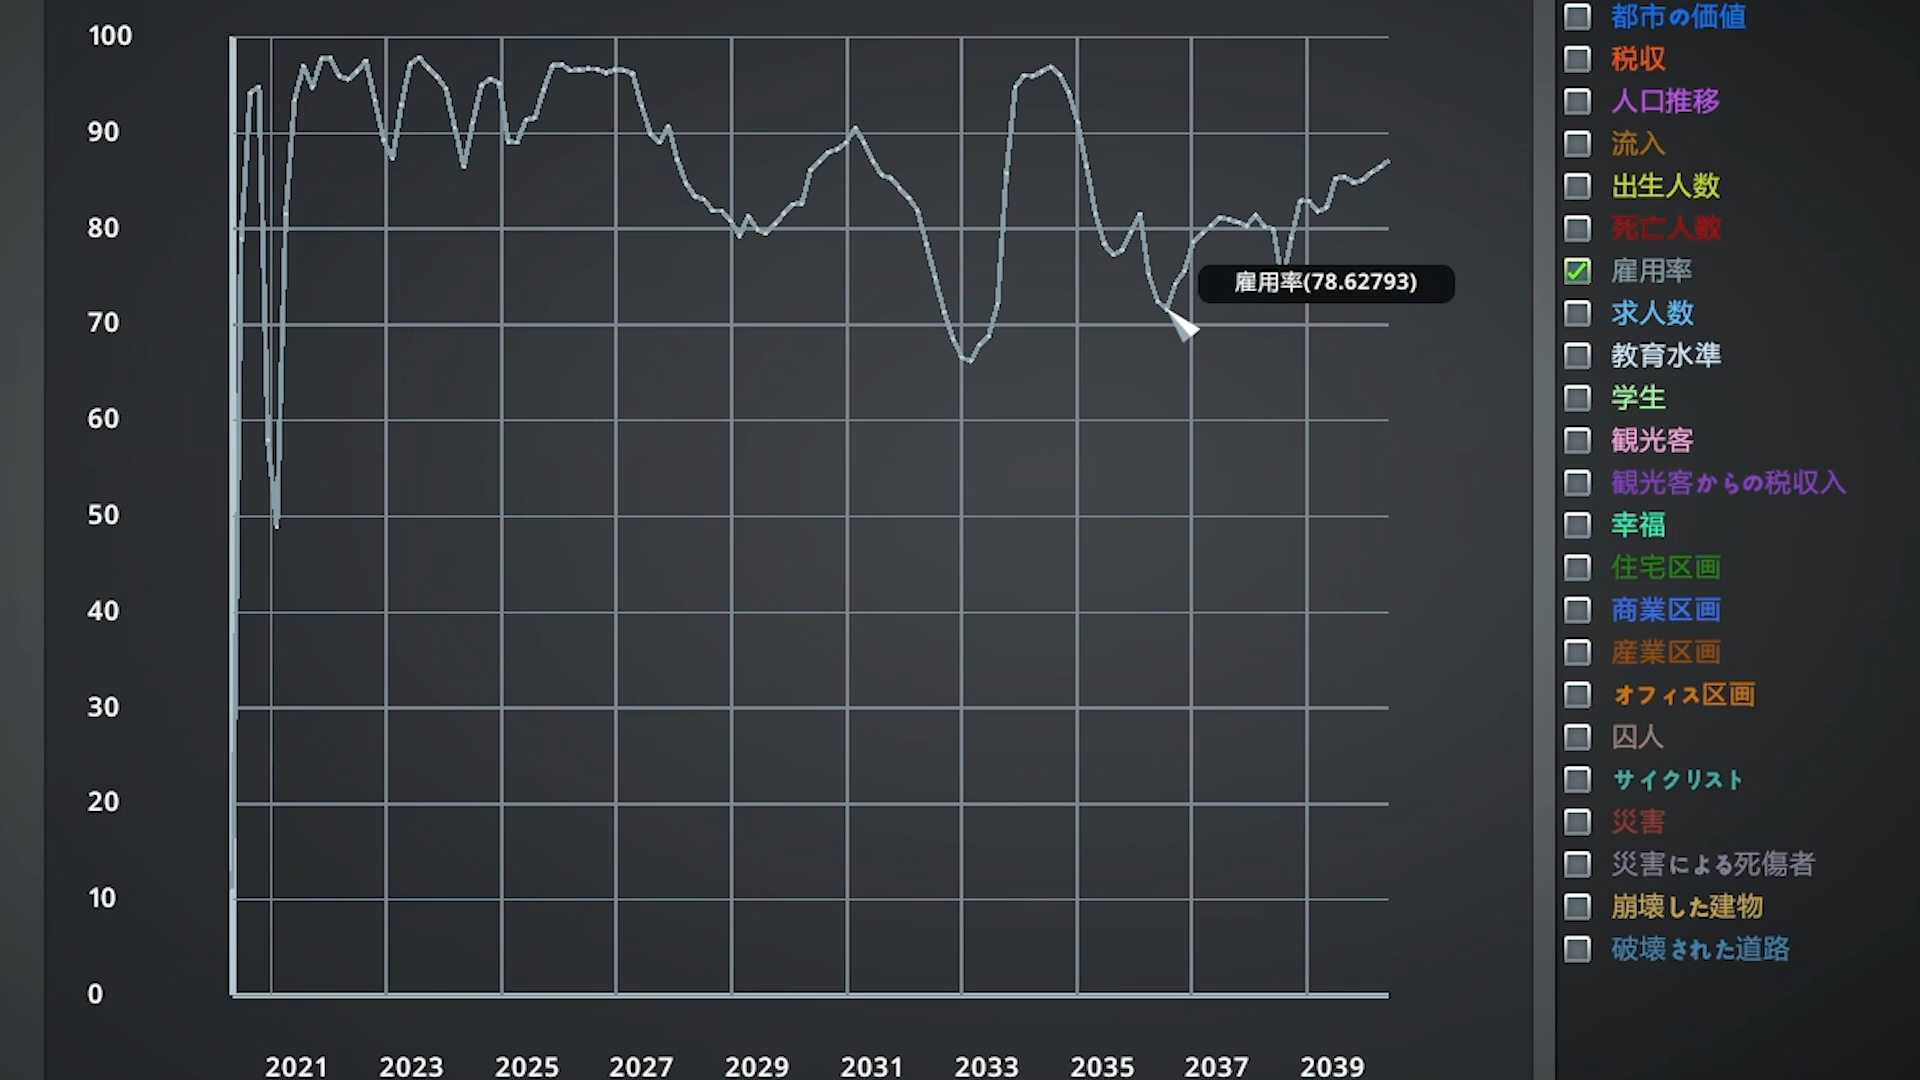 100
90
80
70
60
50
40
30
20
10
0
2021 2023 2025 2027 2029 2031 2033 2035 2037 2039
雇用率(78.62793)
都市の価値
税収
人口推移
流入
出生人数
死亡人数
雇用率
求人数
教育水準
学生
観光客
観光客からの税収入
幸福
住宅区画
商業区画
産業区画
オフィス区画
囚人
サイクリスト
災害
災害による死傷者
崩壊した建物
破壊された道路